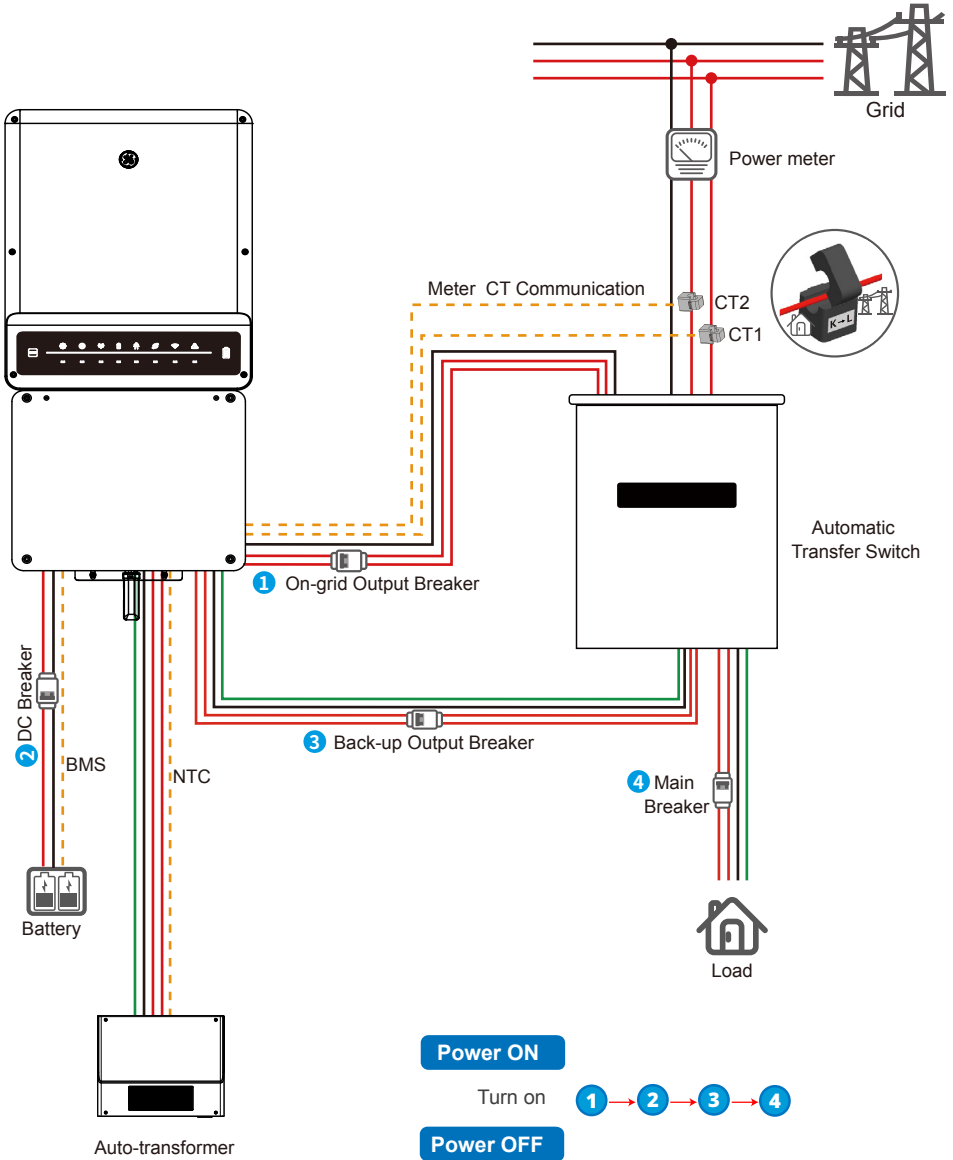 Grid
Power meter
Meter CT Communication
CT2
CT1
K→L
Automatic
Transfer Switch
1 On-grid Output Breaker
2 DC Breaker
BMS
NTC
3 Back-up Output Breaker
4 Main
Breaker
Battery
Load
Auto-transformer
Power ON
Turn on 1→2→3→4
Power OFF